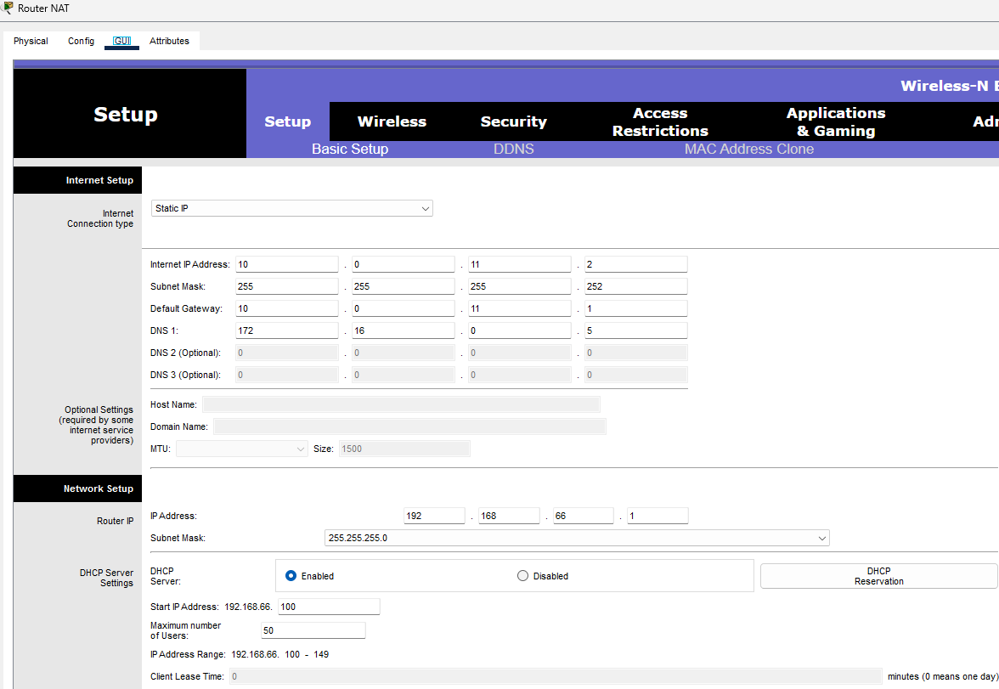 Router NAT
Physical Config GUI Attributes
Wireless-N
Setup
Setup Wireless Security Access Restrictions Applications & Gaming
Basic Setup DDNS MAC Address Clone
Internet Setup
Internet Connection type
Static IP
Internet IP Address: 10 . 0 . 11 . 2
Subnet Mask: 255 . 255 . 255 . 252
Default Gateway: 10 . 0 . 11 . 1
DNS 1: 172 . 16 . 0 . 5
DNS 2 (Optional): 0 . 0 . 0 . 0
DNS 3 (Optional): 0 . 0 . 0 . 0
Optional Settings
(required by some
internet service
providers)
Host Name:
Domain Name:
MTU: Size: 1500
Network Setup
Router IP
IP Address: 192 . 168 . 66 . 1
Subnet Mask: 255.255.255.0
DHCP Server
Settings
DHCP
Server:
Enabled Disabled
DHCP
Reservation
Start IP Address: 192.168.66. 100
Maximum number
of Users: 50
IP Address Range: 192.168.66. 100 - 149
Client Lease Time: 0 minutes (0 means one day)